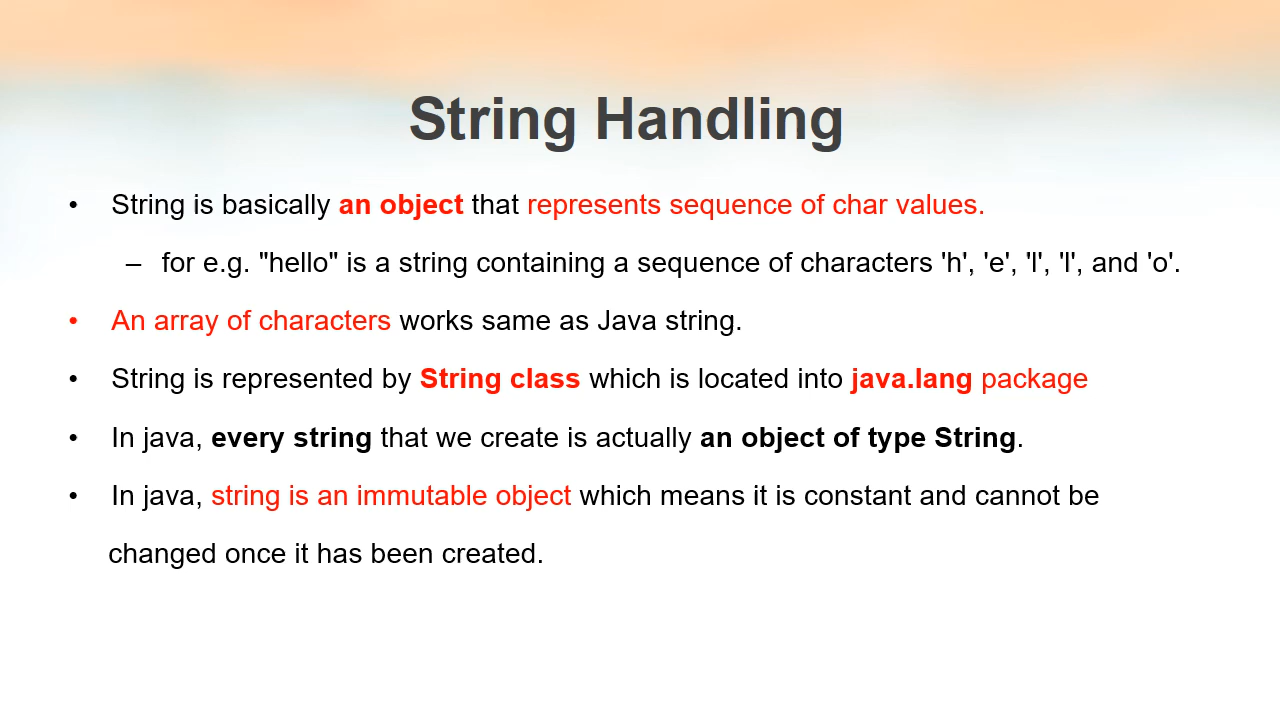 String Handling
• String is basically an object that represents sequence of char values.
– for e.g. "hello" is a string containing a sequence of characters 'h', 'e', 'l', 'l', and 'o'.
• An array of characters works same as Java string.
• String is represented by String class which is located into java.lang package
• In java, every string that we create is actually an object of type String.
• In java, string is an immutable object which means it is constant and cannot be
changed once it has been created.